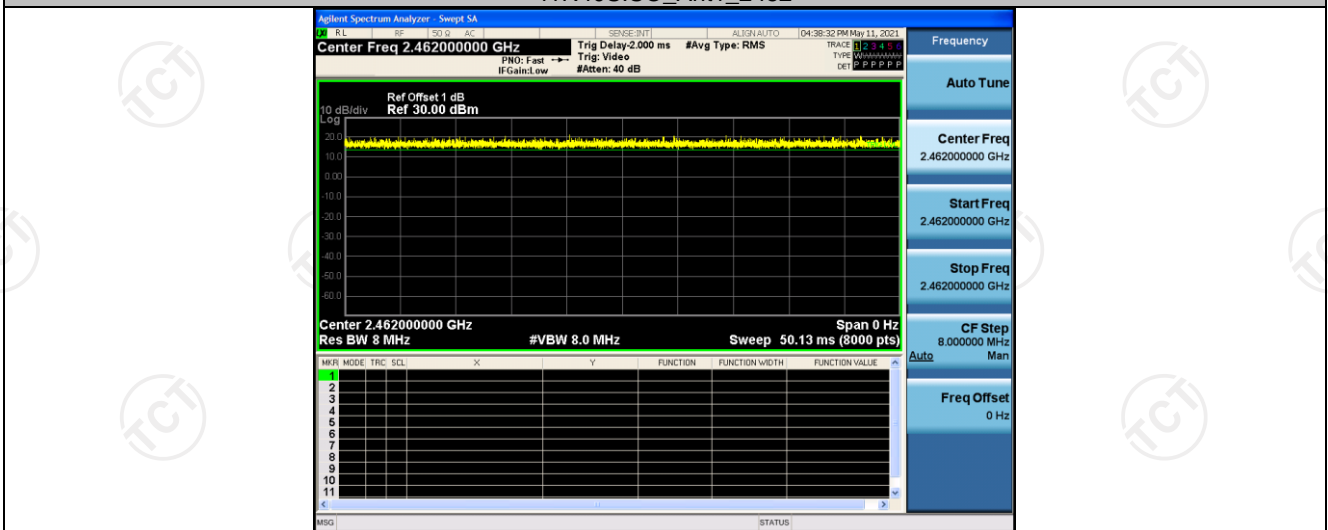 Agilent Spectrum Analyzer - Swept SA
RL RF 50 Ω AC SENSE:INT ALIGN AUTO 04:38:32 PM May 11, 2021
Center Freq 2.462000000 GHz
PNO: Fast
IFGain:Low
Trig Delay-2.000 ms
Trig: Video
#Atten: 40 dB
#Avg Type: RMS
TRACE 1 2 3 4 5 6
TYPE
DET P P P P P P
Ref Offset 1 dB
10 dB/div Ref 30.00 dBm
Log
20.0
10.0
0.00
-10.0
-20.0
-30.0
-40.0
-50.0
-60.0
Center 2.462000000 GHz Span 0 Hz
Res BW 8 MHz #VBW 8.0 MHz Sweep 50.13 ms (8000 pts)
MKR MODE TRC SCL X Y FUNCTION FUNCTION WIDTH FUNCTION VALUE
1
2
3
4
5
6
7
8
9
10
11
MSG STATUS
Frequency
Auto Tune
Center Freq
2.462000000 GHz
Start Freq
2.462000000 GHz
Stop Freq
2.462000000 GHz
CF Step
8.000000 MHz
Auto Man
Freq Offset
0 Hz
TCT
TCT
TCT
TCT